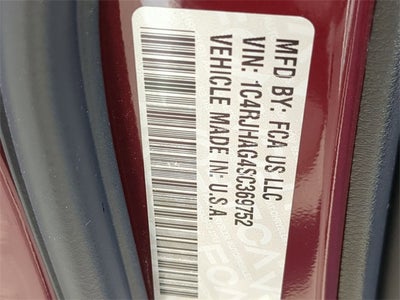 MFD BY: FCA US LLC
VIN: 1C4RJHAG4SC369752
VEHICLE MADE IN: U.S.A.